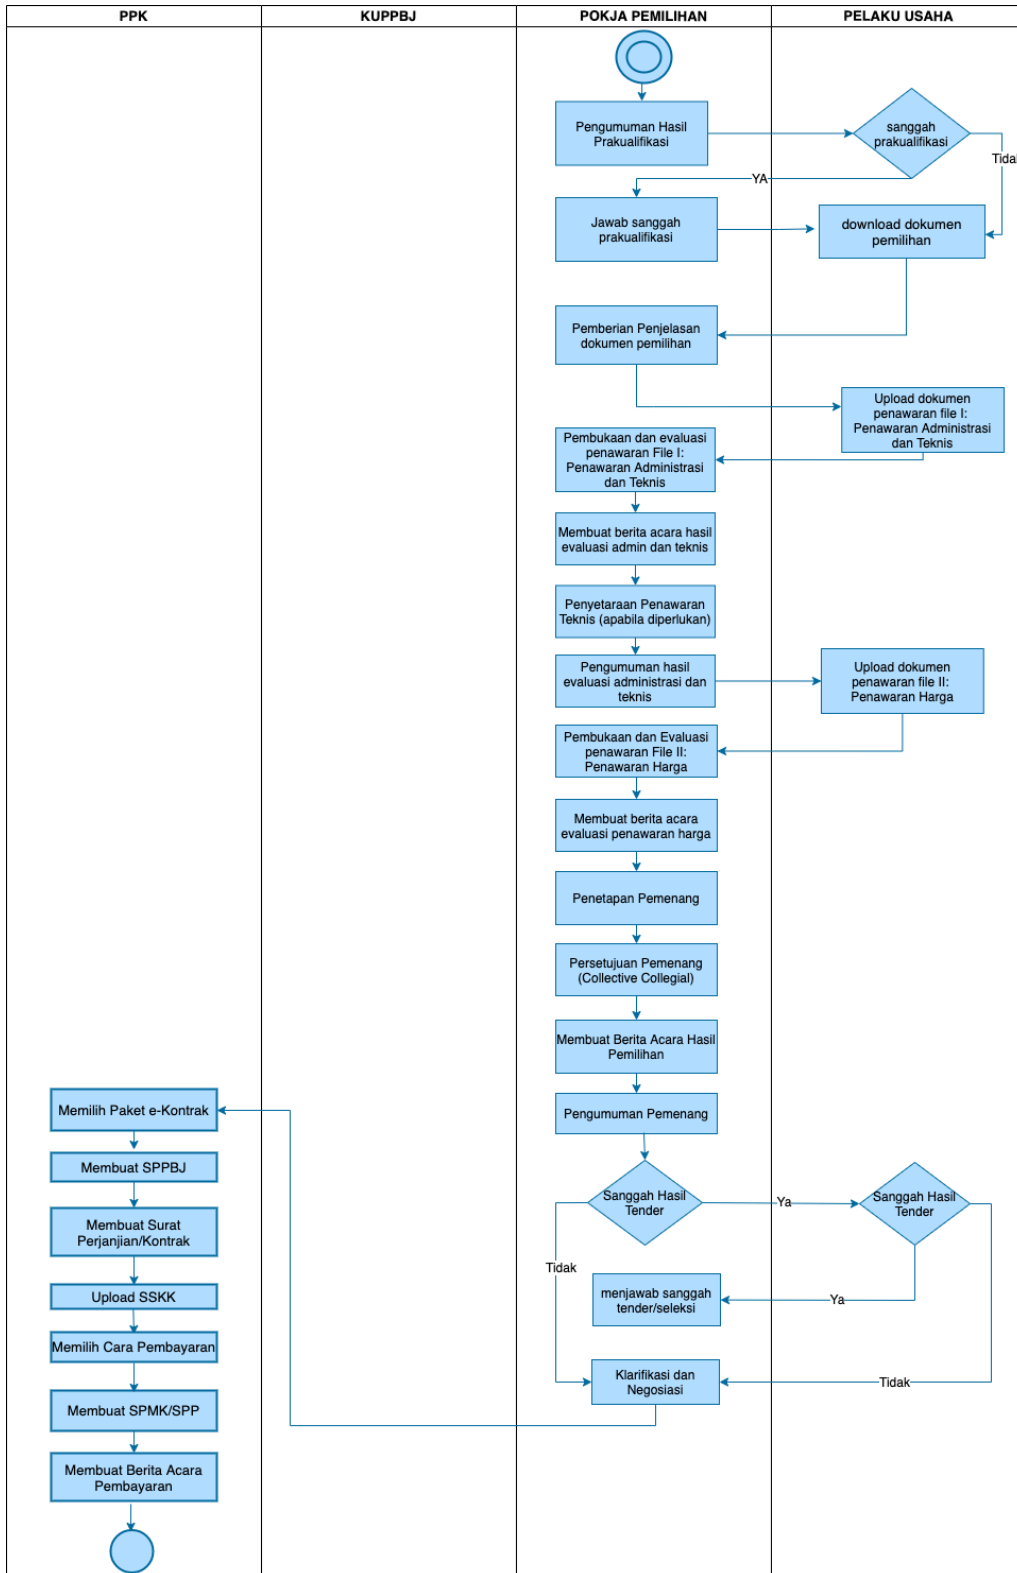 PPK
KUPPBJ
POKJA PEMILIHAN
PELAKU USAHA
Pengumuman Hasil
Prakualifikasi
sanggah
prakualifikasi
Tidak
YA
Jawab sanggah
prakualifikasi
download dokumen
pemilihan
Pemberian Penjelasan
dokumen pemilihan
Upload dokumen
penawaran file I:
Penawaran Administrasi
dan Teknis
Pembukaan dan evaluasi
penawaran File I:
Penawaran Administrasi
dan Teknis
Membuat berita acara hasil
evaluasi admin dan teknis
Penyetaraan Penawaran
Teknis (apabila diperlukan)
Pengumuman hasil
evaluasi administrasi dan
teknis
Upload dokumen
penawaran file II:
Penawaran Harga
Pembukaan dan Evaluasi
penawaran File II:
Penawaran Harga
Membuat berita acara
evaluasi penawaran harga
Penetapan Pemenang
Persetujuan Pemenang
(Collective Collegial)
Membuat Berita Acara Hasil
Pemilihan
Pengumuman Pemenang
Sanggah Hasil
Tender
Ya
Sanggah Hasil
Tender
Tidak
menjawab sanggah
tender/seleksi
Ya
Klarifikasi dan
Negosiasi
Tidak
Memilih Paket e-Kontrak
Membuat SPPBJ
Membuat Surat
Perjanjian/Kontrak
Upload SSKK
Memilih Cara Pembayaran
Membuat SPMK/SPP
Membuat Berita Acara
Pembayaran